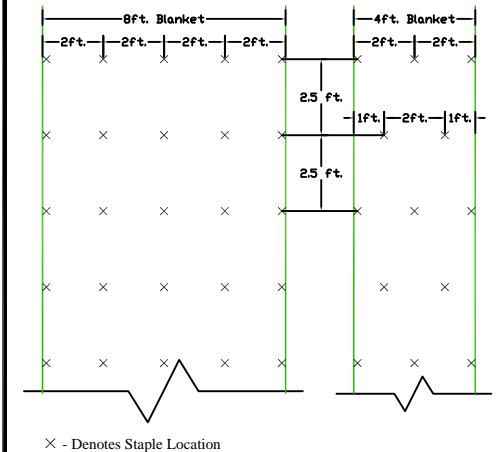 8ft. Blanket
4ft. Blanket
2ft. 2ft. 2ft. 2ft.
2ft. 2ft.
2.5 ft.
1ft. 2ft. 1ft.
2.5 ft.
× - Denotes Staple Location